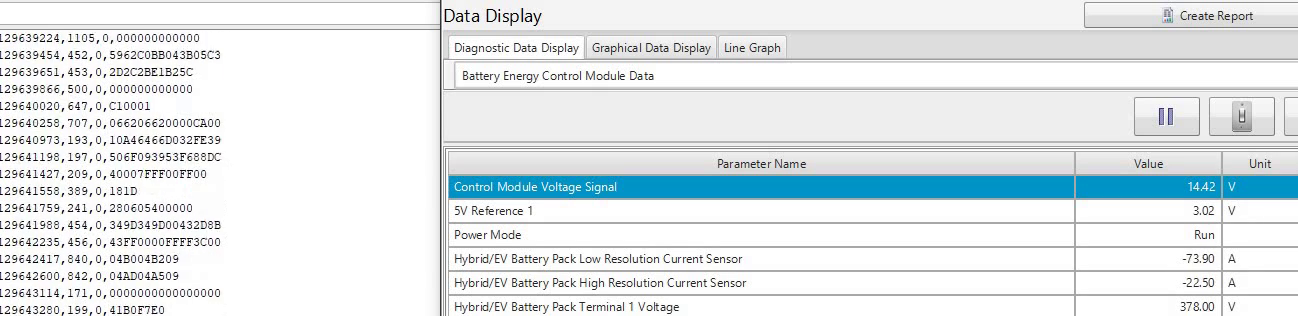 129639224,1105,0,000000000000
129639454,452,0,5962C0BB043B05C3
129639651,453,0,2D2C2BE1B25C
129639866,500,0,000000000000
129640020,647,0,C10001
129640258,707,0,066206620000CA00
129640973,193,0,10A46466D032FE39
129641198,197,0,506F093953F688DC
129641427,209,0,40007FFF00FF00
129641558,389,0,181D
129641759,241,0,280605400000
129641988,454,0,349D349D00432D8B
129642235,456,0,43FF0000FFFF3C00
129642417,840,0,04B004B209
129642600,842,0,04AD04A509
129643114,171,0,0000000000000000
129643280,199,0,41B0F7E0
Data Display
Create Report
Diagnostic Data Display Graphical Data Display Line Graph
Battery Energy Control Module Data
Parameter Name Value Unit
Control Module Voltage Signal 14.42 V
5V Reference 1 3.02 V
Power Mode Run
Hybrid/EV Battery Pack Low Resolution Current Sensor -73.90 A
Hybrid/EV Battery Pack High Resolution Current Sensor -22.50 A
Hybrid/EV Battery Pack Terminal 1 Voltage 378.00 V